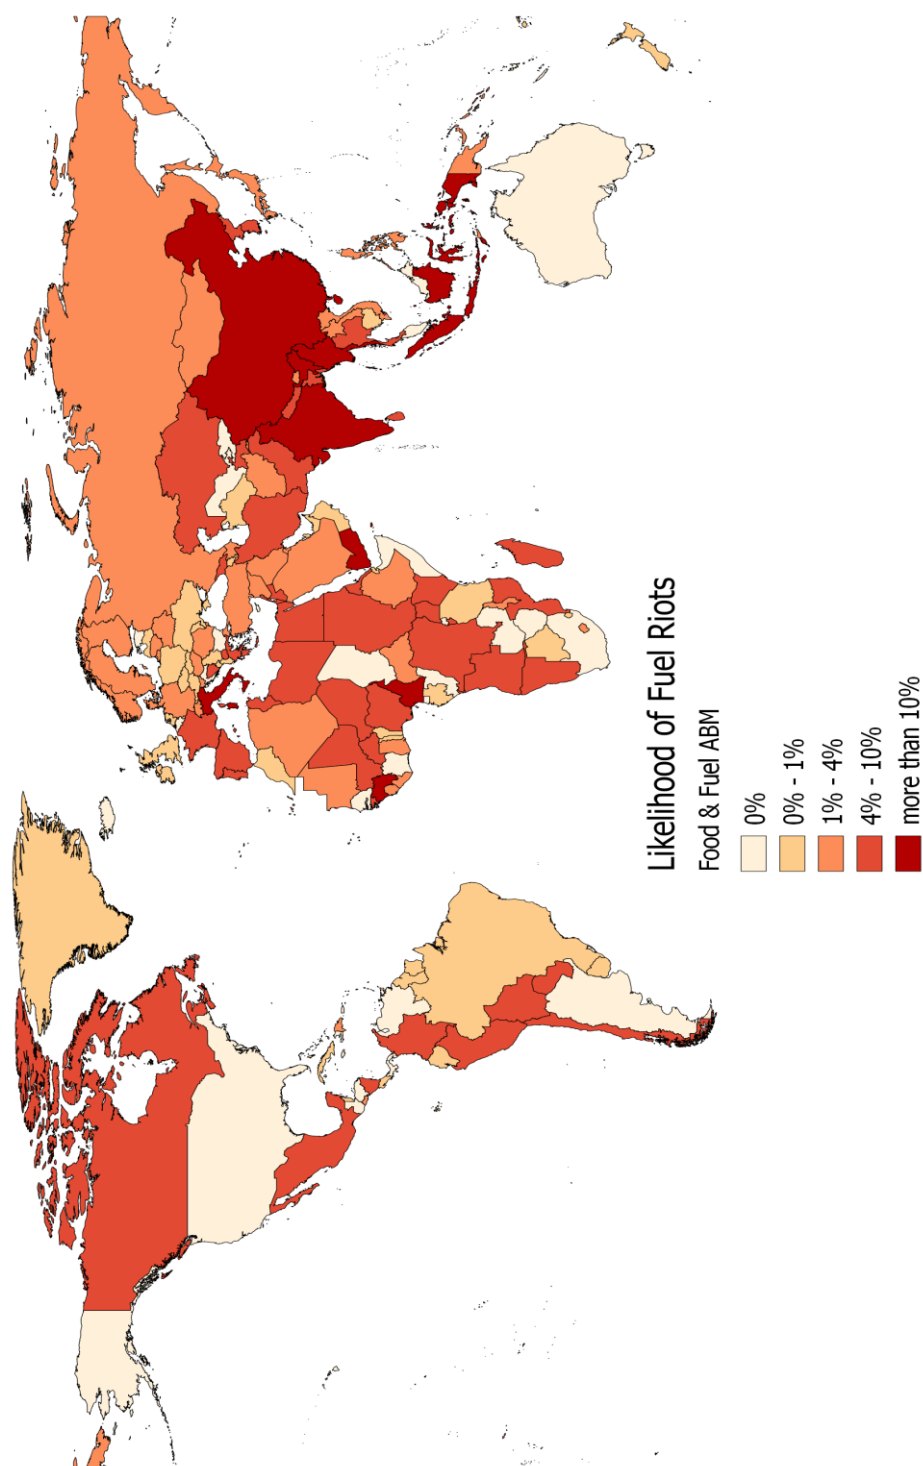 Likelihood of Fuel Riots
Food & Fuel ABM
0%
0% - 1%
1% - 4%
4% - 10%
more than 10%